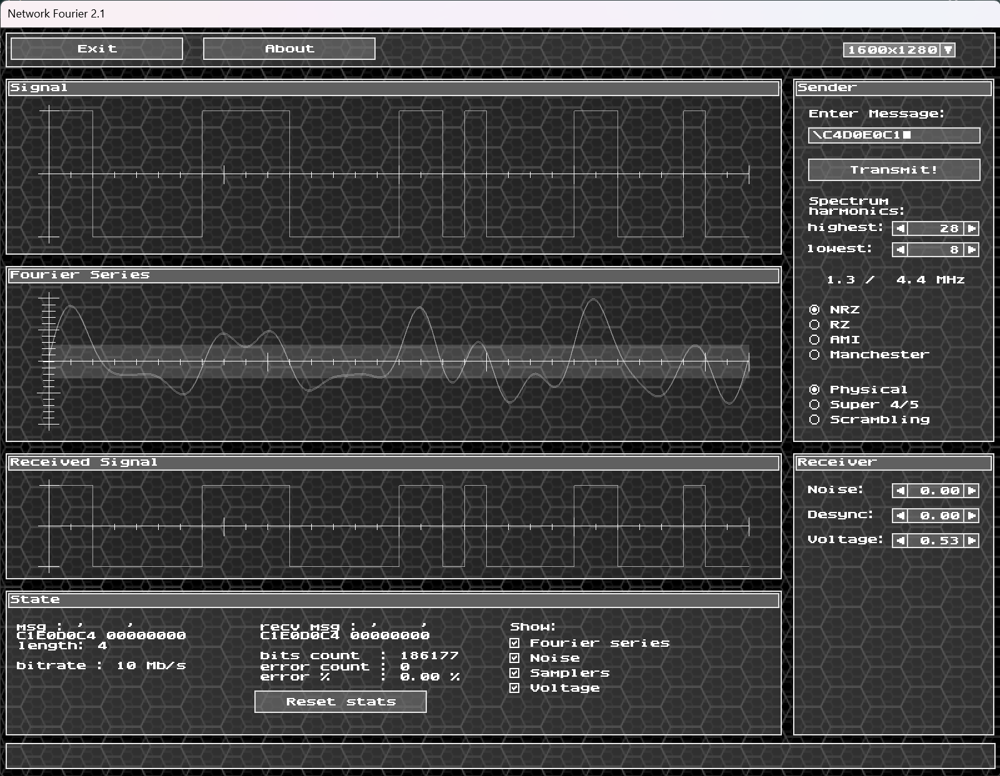 Network Fourier 2.1
Exit
About
1600x1280
Signal
Fourier Series
Received Signal
State
msg : ,    ,
C1E0D0C4 00000000
length: 4
bitrate : 10 Mb/s
recv msg : ,    ,
C1E0D0C4 00000000
bits count : 186177
error count : 0
error % : 0.00 %
Reset stats
Show:
Fourier series
Noise
Samplers
Voltage
Sender
Enter Message:
\C4D0E0C1
Transmit!
Spectrum
harmonics:
highest: 28
lowest: 8
1.3 / 4.4 MHz
NRZ
RZ
AMI
Manchester
Physical
Super 4/5
Scrambling
Receiver
Noise: 0.00
Desync: 0.00
Voltage: 0.53